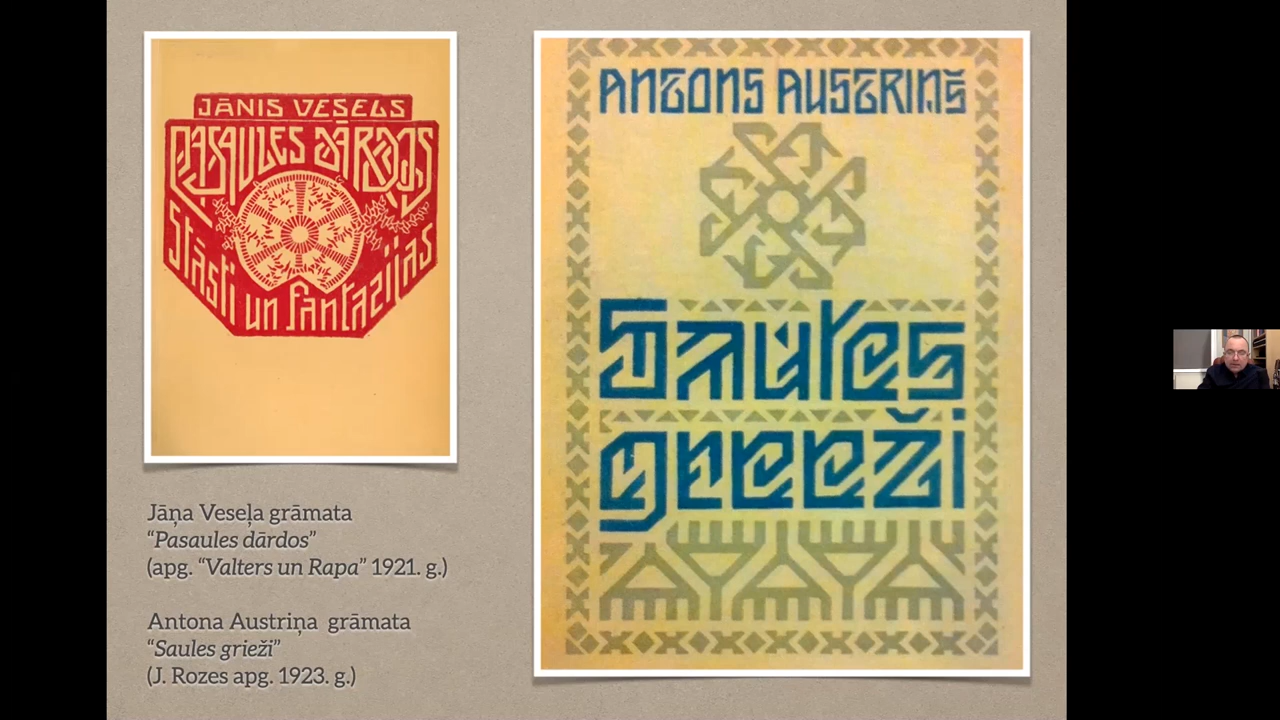 JĀNIS VESELS
PASAULES DĀRDOS
Stāsti un fantazijas
ANTONS AUSTRIŅŠ
Saules
greeži
Jāņa Veseļa grāmata
“Pasaules dārdos”
(apg. “Valters un Rapa” 1921. g.)
Antona Austriņa grāmata
“Saules grieži”
(J. Rozes apg. 1923. g.)